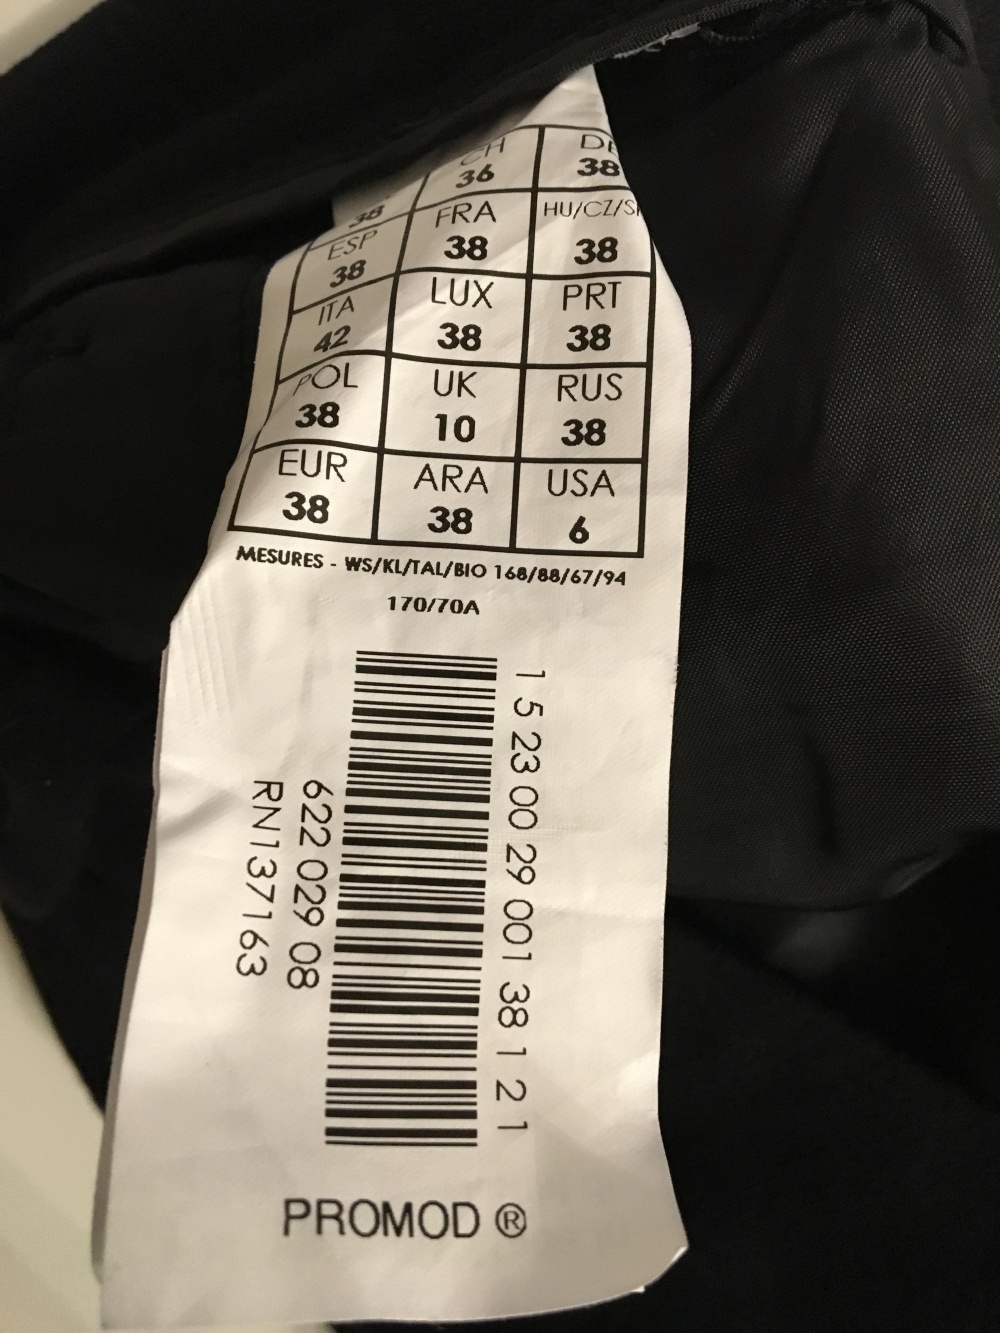 CH
36
38
38
FRA
38
HU/CZ/S
38
ESP
38
LUX
38
PRT
38
ITA
42
UK
10
RUS
38
POL
38
EUR
38
ARA
38
USA
6
MESURES - WS/KL/TAL/BIO 168/88/67/94
170/70A
1 5 23 00 29 001 38 1 2 1
622 029 08
RN137163
PROMOD ®